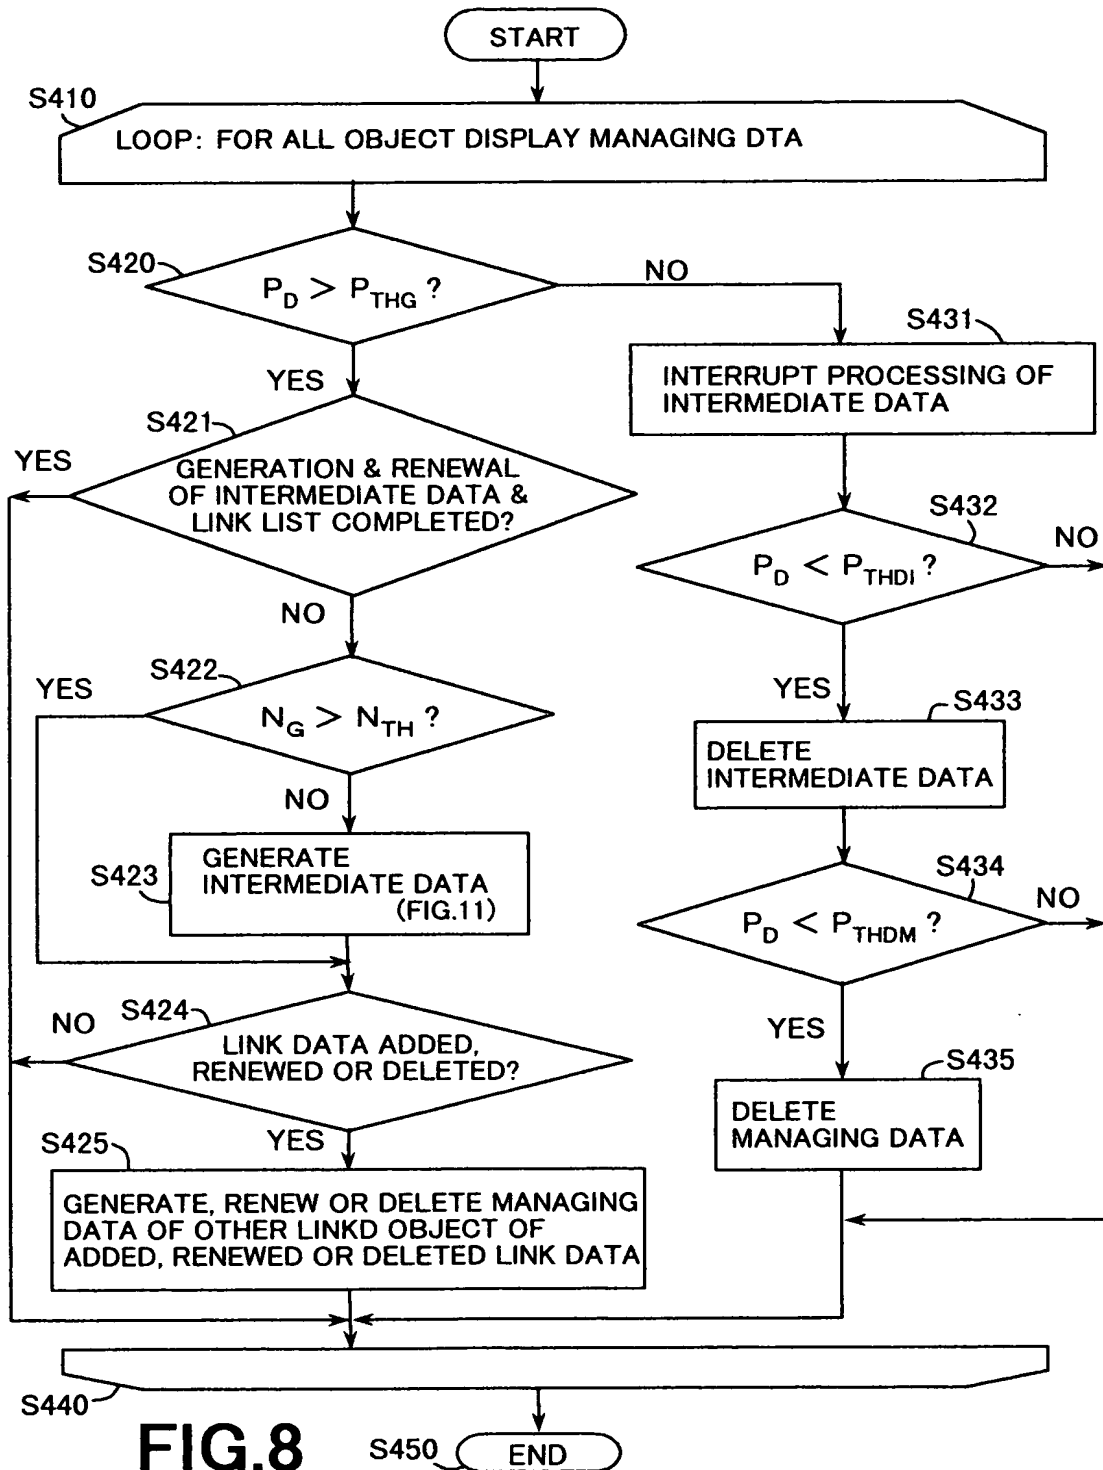 START
S410
LOOP: FOR ALL OBJECT DISPLAY MANAGING DTA
S420
P_D > P_THG ?
NO
YES
S431
INTERRUPT PROCESSING OF
INTERMEDIATE DATA
S421
YES
GENERATION & RENEWAL
OF INTERMEDIATE DATA &
LINK LIST COMPLETED?
NO
S432
P_D < P_THDI ?
NO
YES
S422
YES
N_G > N_TH ?
NO
S433
DELETE
INTERMEDIATE DATA
S423
GENERATE
INTERMEDIATE DATA
(FIG.11)
S434
P_D < P_THDM ?
NO
YES
S424
NO
LINK DATA ADDED,
RENEWED OR DELETED?
YES
S435
DELETE
MANAGING DATA
S425
GENERATE, RENEW OR DELETE MANAGING
DATA OF OTHER LINKD OBJECT OF
ADDED, RENEWED OR DELETED LINK DATA
S440
FIG.8
S450
END